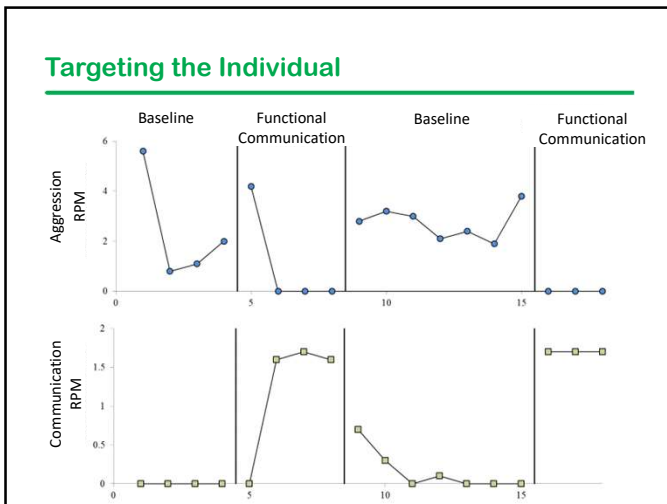 Targeting the Individual
Baseline
Functional
Communication
Baseline
Functional
Communication
Aggression
RPM
6
4
2
0
0
5
10
15
Communication
RPM
2
1.5
1
0.5
0
0
5
10
15